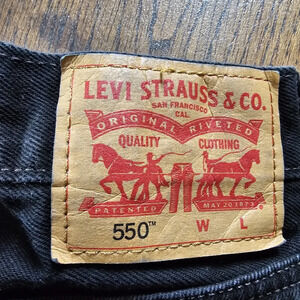 LEVI STRAUSS & CO.
SAN FRANCISCO
CAL.
ORIGINAL RIVETED
QUALITY CLOTHING
PATENTED MAY 20 1873
550™ W L